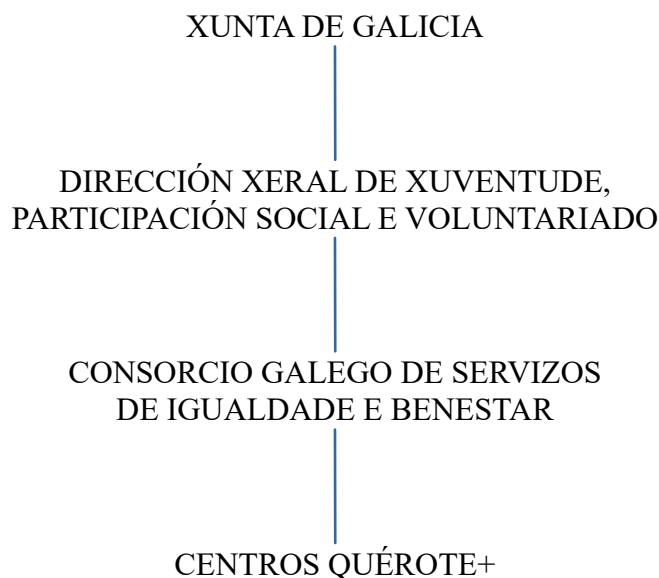 XUNTA DE GALICIA
DIRECCIÓN XERAL DE XUVENTUDE,
PARTICIPACIÓN SOCIAL E VOLUNTARIADO
CONSORCIO GALEGO DE SERVIZOS
DE IGUALDADE E BENESTAR
CENTROS QUÉROTE+